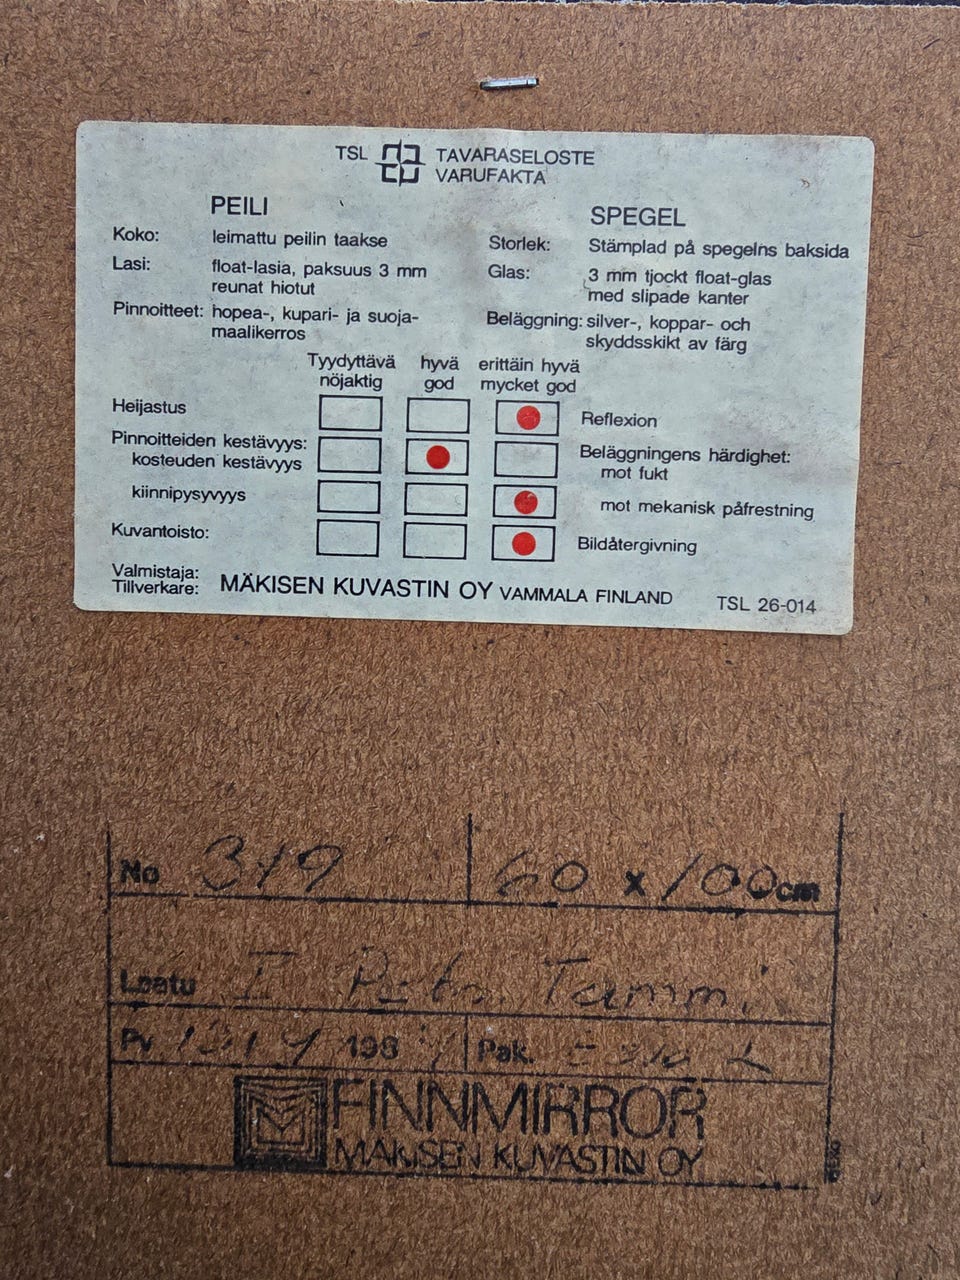 TSL TAVARASELOSTE
VARUFAKTA
PEILI
Koko: leimattu peilin taakse
Lasi: float-lasia, paksuus 3 mm
reunat hiotut
Pinnoitteet: hopea-, kupari- ja suoja-
maalikerros
SPEGEL
Storlek: Stämplad på spegelns baksida
Glas: 3 mm tjockt float-glas
med slipade kanter
Beläggning: silver-, koppar- och
skyddsskikt av färg
Tyydyttävä hyvä erittäin hyvä
nöjaktig god mycket god
Heijastus Reflexion
Pinnoitteiden kestävyys: Beläggningens härdighet:
kosteuden kestävyys mot fukt
kiinnipysyvyys mot mekanisk påfrestning
Kuvantoisto: Bildåtergivning
Valmistaja:
Tillverkare: MÄKISEN KUVASTIN OY VAMMALA FINLAND TSL 26-014
No 319 60 x 100 cm
Laatu I Tammi
Pv 198 Pak.
FINNMIRROR
MÄKISEN KUVASTIN OY